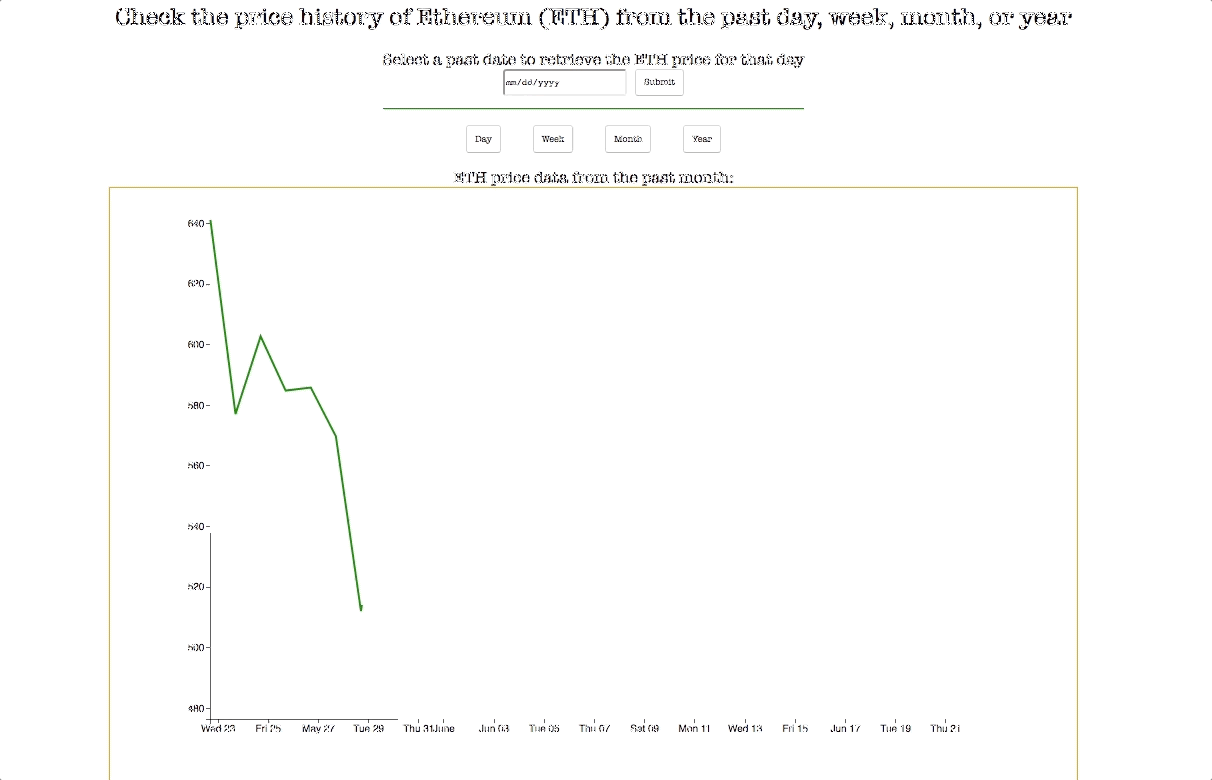 Check the price history of Ethereum (ETH) from the past day, week, month, or year
Select a past date to retrieve the ETH price for that day
mm/dd/yyyy Submit
Day Week Month Year
ETH price data from the past month:
640
620
600
580
560
540
520
500
480
Wed 23 Fri 25 May 27 Tue 29 Thu 31 June Jun 03 Tue 05 Thu 07 Sat 09 Mon 11 Wed 13 Fri 15 Jun 17 Tue 19 Thu 21